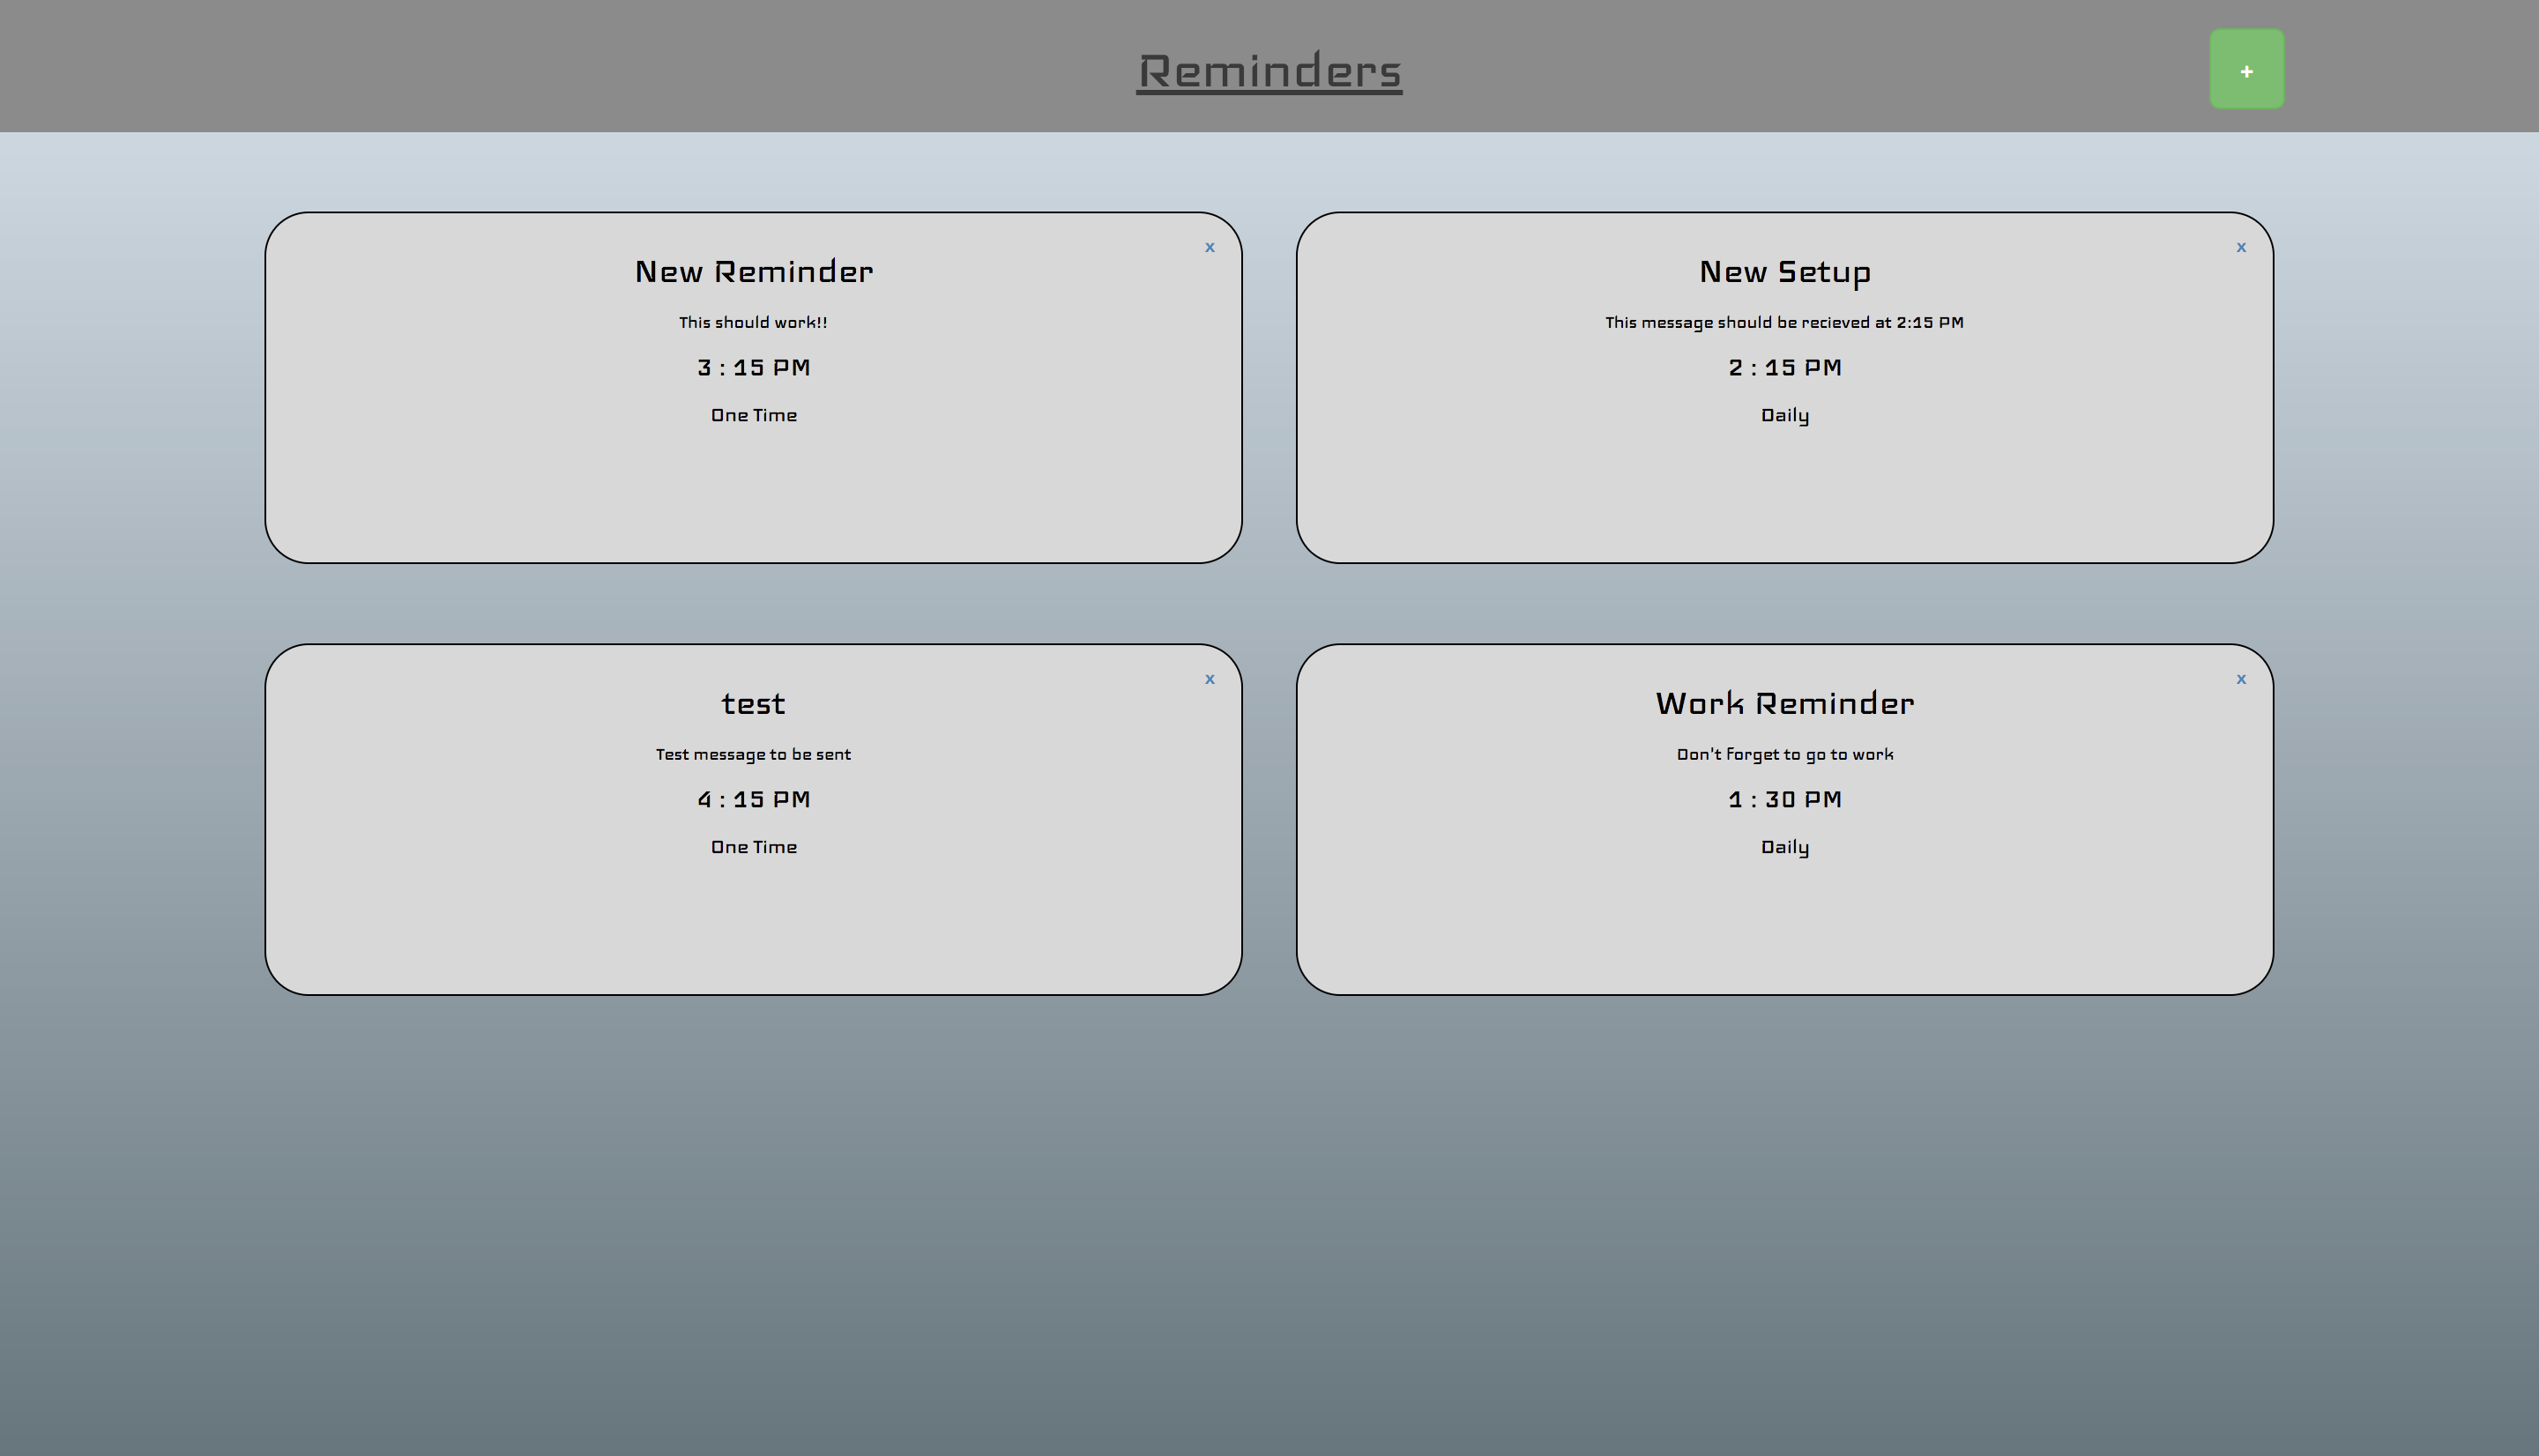 Reminders
+
x
New Reminder
This should work!!
3 : 15 PM
One Time
x
New Setup
This message should be recieved at 2:15 PM
2 : 15 PM
Daily
x
test
Test message to be sent
4 : 15 PM
One Time
x
Work Reminder
Don't forget to go to work
1 : 30 PM
Daily